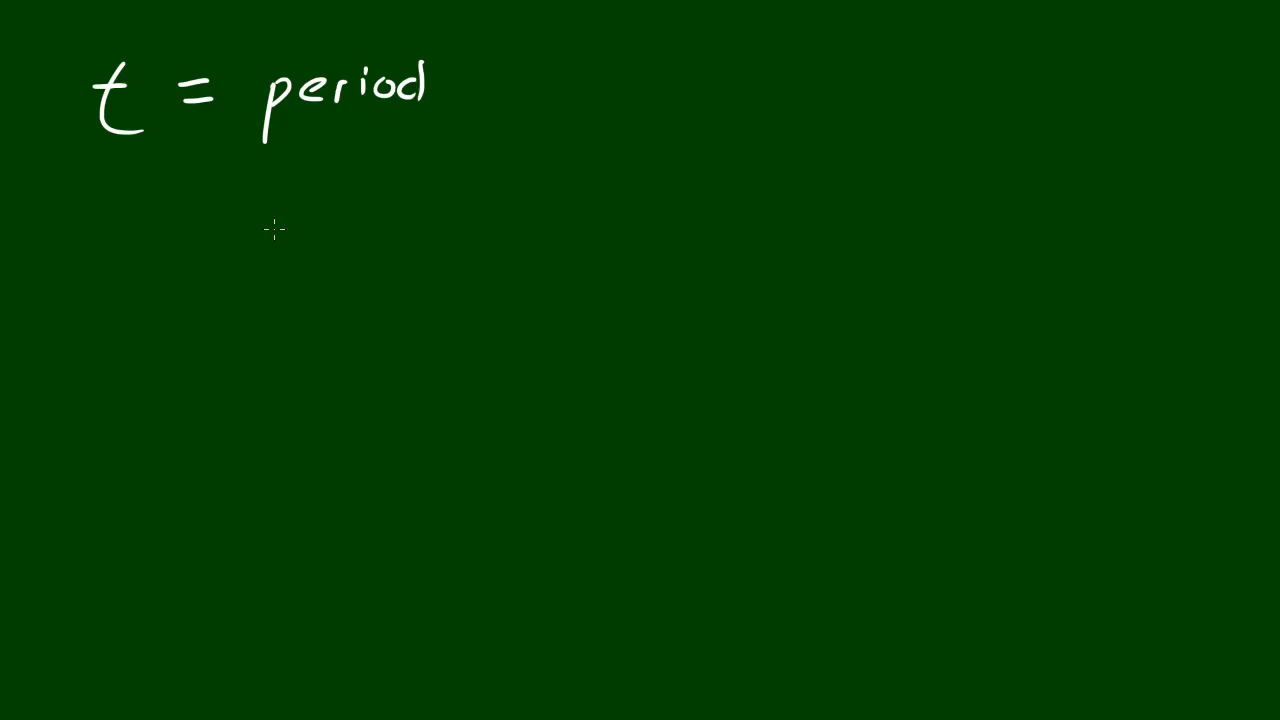 t = period